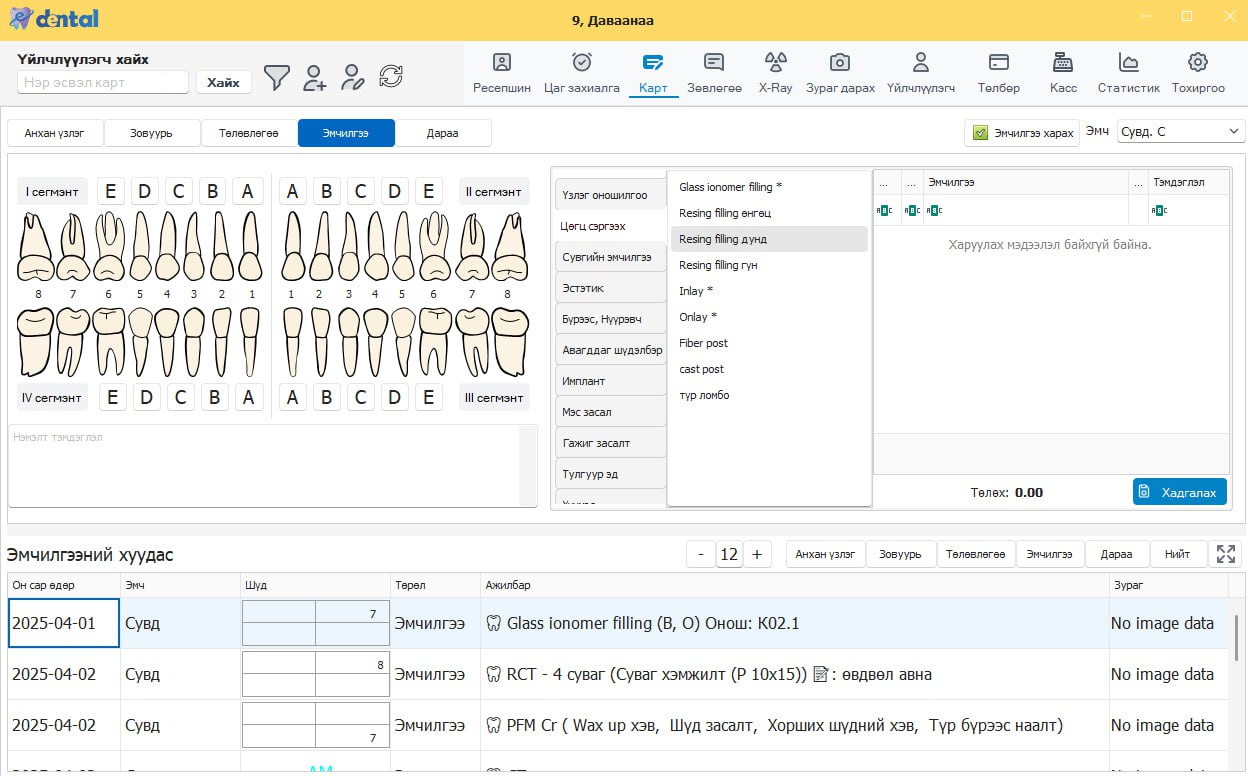 edental
9, Даваанаа
Үйлчлүүлэгч хайх
Нэр эсвэл карт
Хайх
Ресепшин Цаг захиалга Карт Зөвлөгөө X-Ray Зураг дарах Үйлчлүүлэгч Төлбөр Касс Статистик Тохиргоо
Анхан үзлэг Зовуурь Төлөвлөгөө Эмчилгээ Дараа
Эмчилгээ харах Эмч Сувд. С
I сегмэнт E D C B A A B C D E II сегмэнт
8 7 6 5 4 3 2 1 1 2 3 4 5 6 7 8
IV сегмэнт E D C B A A B C D E III сегмэнт
Нэмэлт тэмдэглэл
Үзлэг оношилгоо
Цөгц сэргээх
Сувгийн эмчилгээ
Эстэтик
Бүрээс, Нүүрэвч
Авагддаг шүдэлбэр
Имплант
Мэс засал
Гажиг засалт
Тулгуур эд
Glass ionomer filling *
Resing filling өнгөц
Resing filling дунд
Resing filling гүн
Inlay *
Onlay *
Fiber post
cast post
түр ломбо
... ... Эмчилгээ ... Тэмдэглэл
ABC ABC ABC ABC
Харуулах мэдээлэл байхгүй байна.
Төлөх: 0.00 Хадгалах
Эмчилгээний хуудас
- 12 + Анхан үзлэг Зовуурь Төлөвлөгөө Эмчилгээ Дараа Нийт
Он сар өдөр Эмч Шүд Төрөл Ажилбар Зураг
2025-04-01 Сувд 7 Эмчилгээ Glass ionomer filling (B, O) Онош: K02.1 No image data
2025-04-02 Сувд 8 Эмчилгээ RCT - 4 суваг (Суваг хэмжилт (P 10x15)) : өвдвөл авна No image data
2025-04-02 Сувд 7 Эмчилгээ PFM Cr ( Wax up хэв, Шүд засалт, Хорших шүдний хэв, Түр бүрээс наалт) No image data